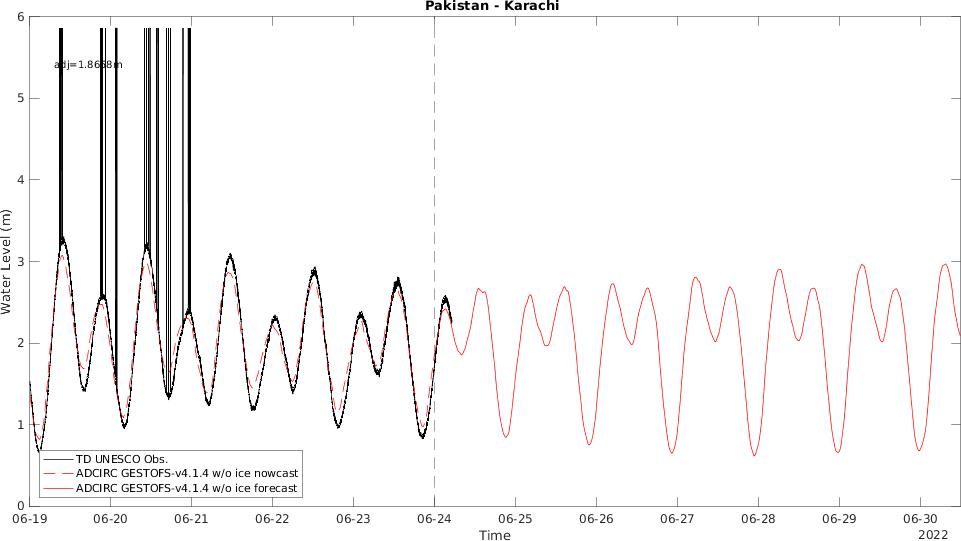 Pakistan - Karachi
6
5
4
3
2
1
0
Water Level (m)
adj=1.8668m
TD UNESCO Obs.
ADCIRC GESTOFS-v4.1.4 w/o ice nowcast
ADCIRC GESTOFS-v4.1.4 w/o ice forecast
06-19 06-20 06-21 06-22 06-23 06-24 06-25 06-26 06-27 06-28 06-29 06-30
Time
2022